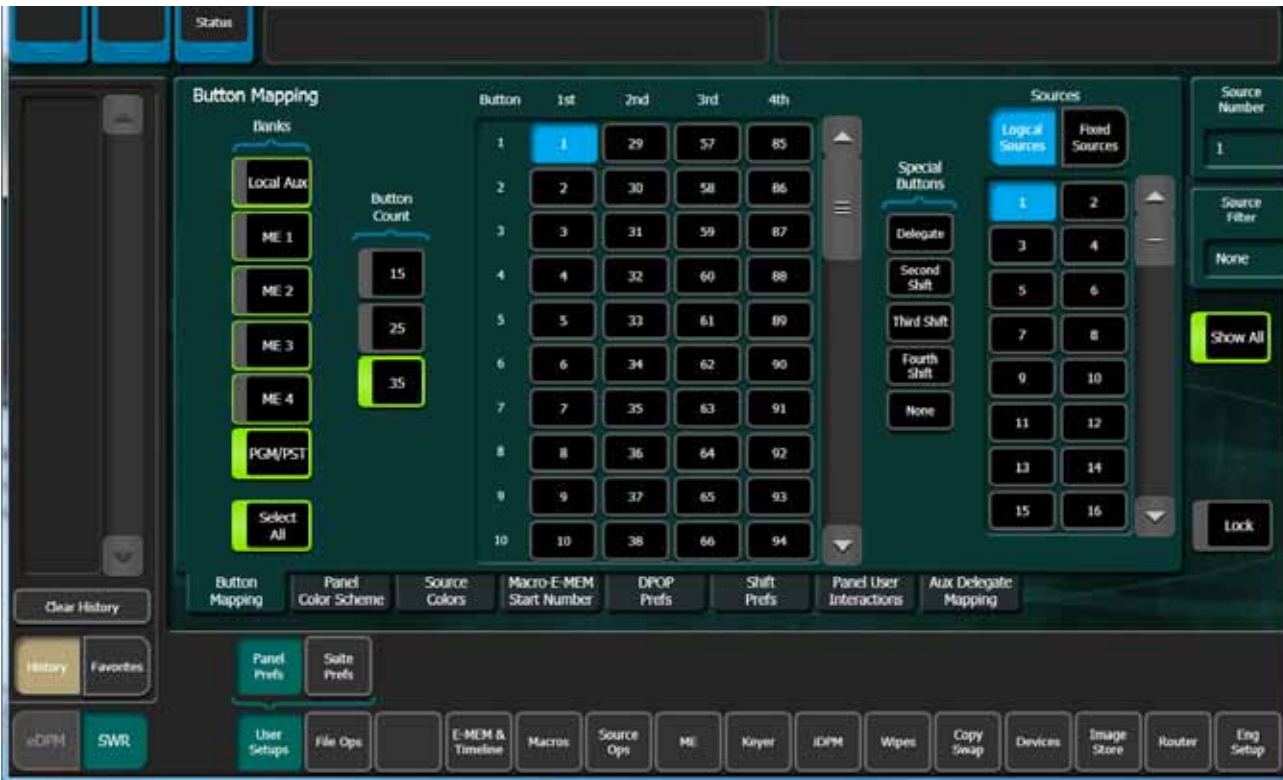 Status
Button Mapping
Banks
Local Aux
ME 1
ME 2
ME 3
ME 4
PGM/PST
Select All
Button Count
15
25
35
Button 1st 2nd 3rd 4th
1 1 29 57 85
2 2 30 58 86
3 3 31 59 87
4 4 32 60 88
5 5 33 61 89
6 6 34 62 90
7 7 35 63 91
8 8 36 64 92
9 9 37 65 93
10 10 38 66 94
Special Buttons
Delegate
Second Shift
Third Shift
Fourth Shift
None
Sources
Logical Sources Fixed Sources
1 2
3 4
5 6
7 8
9 10
11 12
13 14
15 16
Source Number
1
Source Filter
None
Show All
Lock
Button Mapping Panel Color Scheme Source Colors Macro-E-MEM Start Number DPOP Prefs Shift Prefs Panel User Interactions Aux Delegate Mapping
Clear History
History Favorites
Panel Prefs Suite Prefs
eDPM SWR User Setups File Ops E-MEM & Timeline Macros Source Ops ME Keyer iDPM Wipes Copy Swap Devices Image Store Router Eng Setup